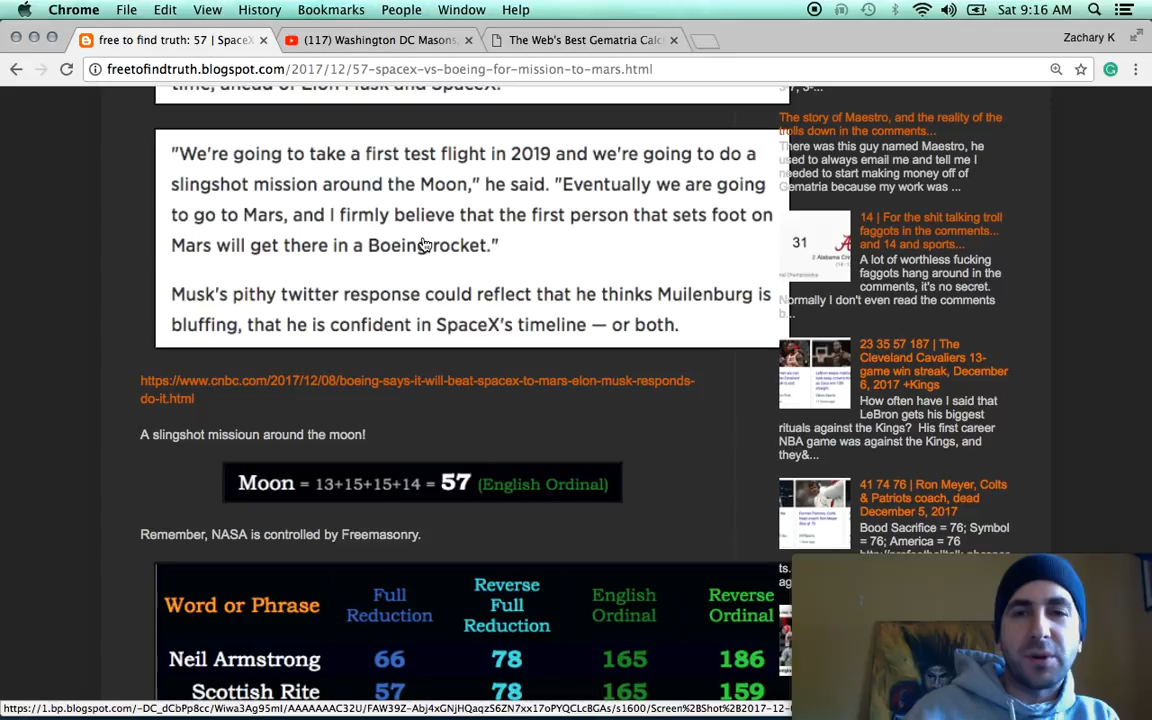 Chrome File Edit View History Bookmarks People Window Help Sat 9:16 AM
free to find truth: 57 | SpaceX
(117) Washington DC Masons,
The Web's Best Gematria Calc
Zachary K
freetofindtruth.blogspot.com/2017/12/57-spacex-vs-boeing-for-mission-to-mars.html
time, ahead of Elon Musk and SpaceX.
"We're going to take a first test flight in 2019 and we're going to do a
slingshot mission around the Moon," he said. "Eventually we are going
to go to Mars, and I firmly believe that the first person that sets foot on
Mars will get there in a Boeing rocket."
Musk's pithy twitter response could reflect that he thinks Muilenburg is
bluffing, that he is confident in SpaceX's timeline — or both.
https://www.cnbc.com/2017/12/08/boeing-says-it-will-beat-spacex-to-mars-elon-musk-responds-
do-it.html
A slingshot missioun around the moon!
Moon = 13+15+15+14 = 57 (English Ordinal)
Remember, NASA is controlled by Freemasonry.
Word or Phrase
Full
Reduction
Reverse
Full
Reduction
English
Ordinal
Reverse
Ordinal
Neil Armstrong 66 78 165 186
Scottish Rite 57 78 165 159
The story of Maestro, and the reality of the
trolls down in the comments...
There was this guy named Maestro, he
used to always email me and tell me I
needed to start making money off of
Gematria because my work was ...
31
14 | For the shit talking troll
faggots in the comments...
and 14 and sports...
A lot of worthless fucking
faggots hang around in the
comments, it's no secret.
Normally I don't even read the comments
b...
23 35 57 187 | The
Cleveland Cavaliers 13-
game win streak, December
6, 2017 +Kings
How often have I said that
LeBron gets his biggest
rituals against the Kings? His first career
NBA game was against the Kings, and
they&...
41 74 76 | Ron Meyer, Colts
& Patriots coach, dead
December 5, 2017
Bood Sacrifice = 76; Symbol
= 76; America = 76